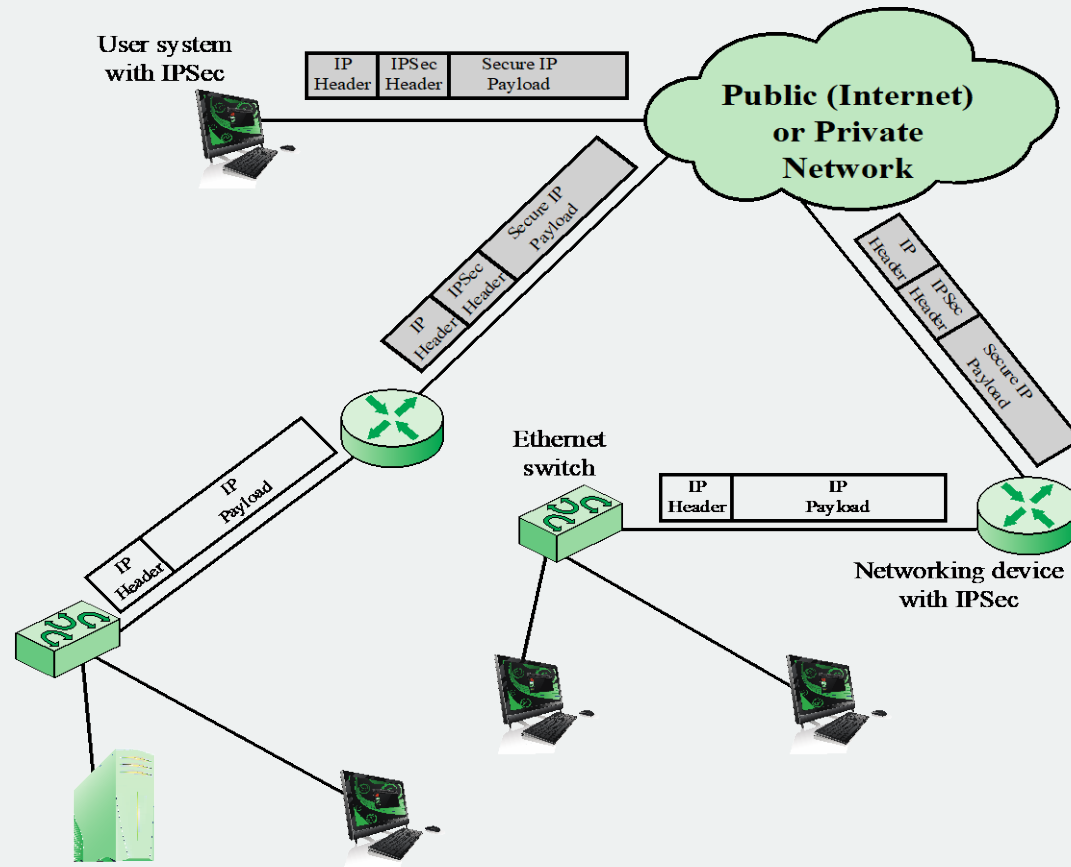 User system
with IPSec
IP
Header
IPSec
Header
Secure IP
Payload
Public (Internet)
or Private
Network
IP
Header
IPSec
Header
Secure IP
Payload
IP
Header
IPSec
Header
Secure IP
Payload
IP
Header
IP
Payload
Ethernet
switch
IP
Header
IP
Payload
Networking device
with IPSec